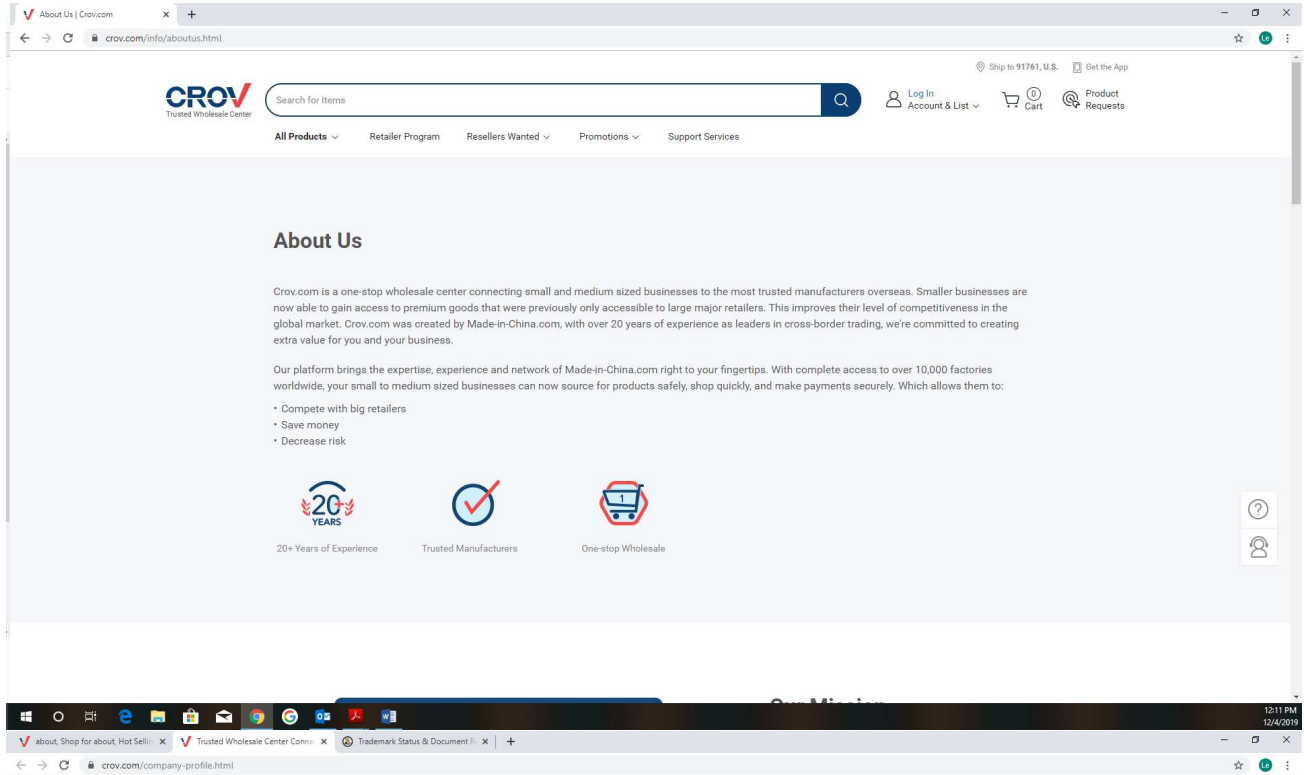 About Us | Crov.com
crov.com/info/aboutus.html
Le
Ship to 91761, U.S. Get the App
CROV
Trusted Wholesale Center
Search for Items
Log In
Account & List
0
Cart
Product
Requests
All Products Retailer Program Resellers Wanted Promotions Support Services
About Us
Crov.com is a one-stop wholesale center connecting small and medium sized businesses to the most trusted manufacturers overseas. Smaller businesses are
now able to gain access to premium goods that were previously only accessible to large major retailers. This improves their level of competitiveness in the
global market. Crov.com was created by Made-in-China.com, with over 20 years of experience as leaders in cross-border trading, we're committed to creating
extra value for you and your business.
Our platform brings the expertise, experience and network of Made-in-China.com right to your fingertips. With complete access to over 10,000 factories
worldwide, your small to medium sized businesses can now source for products safely, shop quickly, and make payments securely. Which allows them to:
• Compete with big retailers
• Save money
• Decrease risk
20+
YEARS
1
20+ Years of Experience Trusted Manufacturers One-stop Wholesale
Our Mission
12:11 PM
12/4/2019
about, Shop for about, Hot Sellin Trusted Wholesale Center Conne Trademark Status & Document R
crov.com/company-profile.html
Le